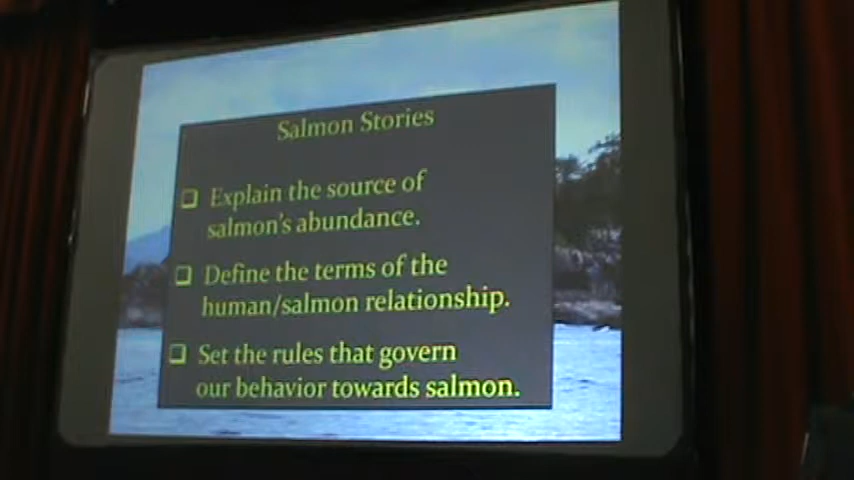 Salmon Stories
❑ Explain the source of
salmon's abundance.
❑ Define the terms of the
human/salmon relationship.
❑ Set the rules that govern
our behavior towards salmon.